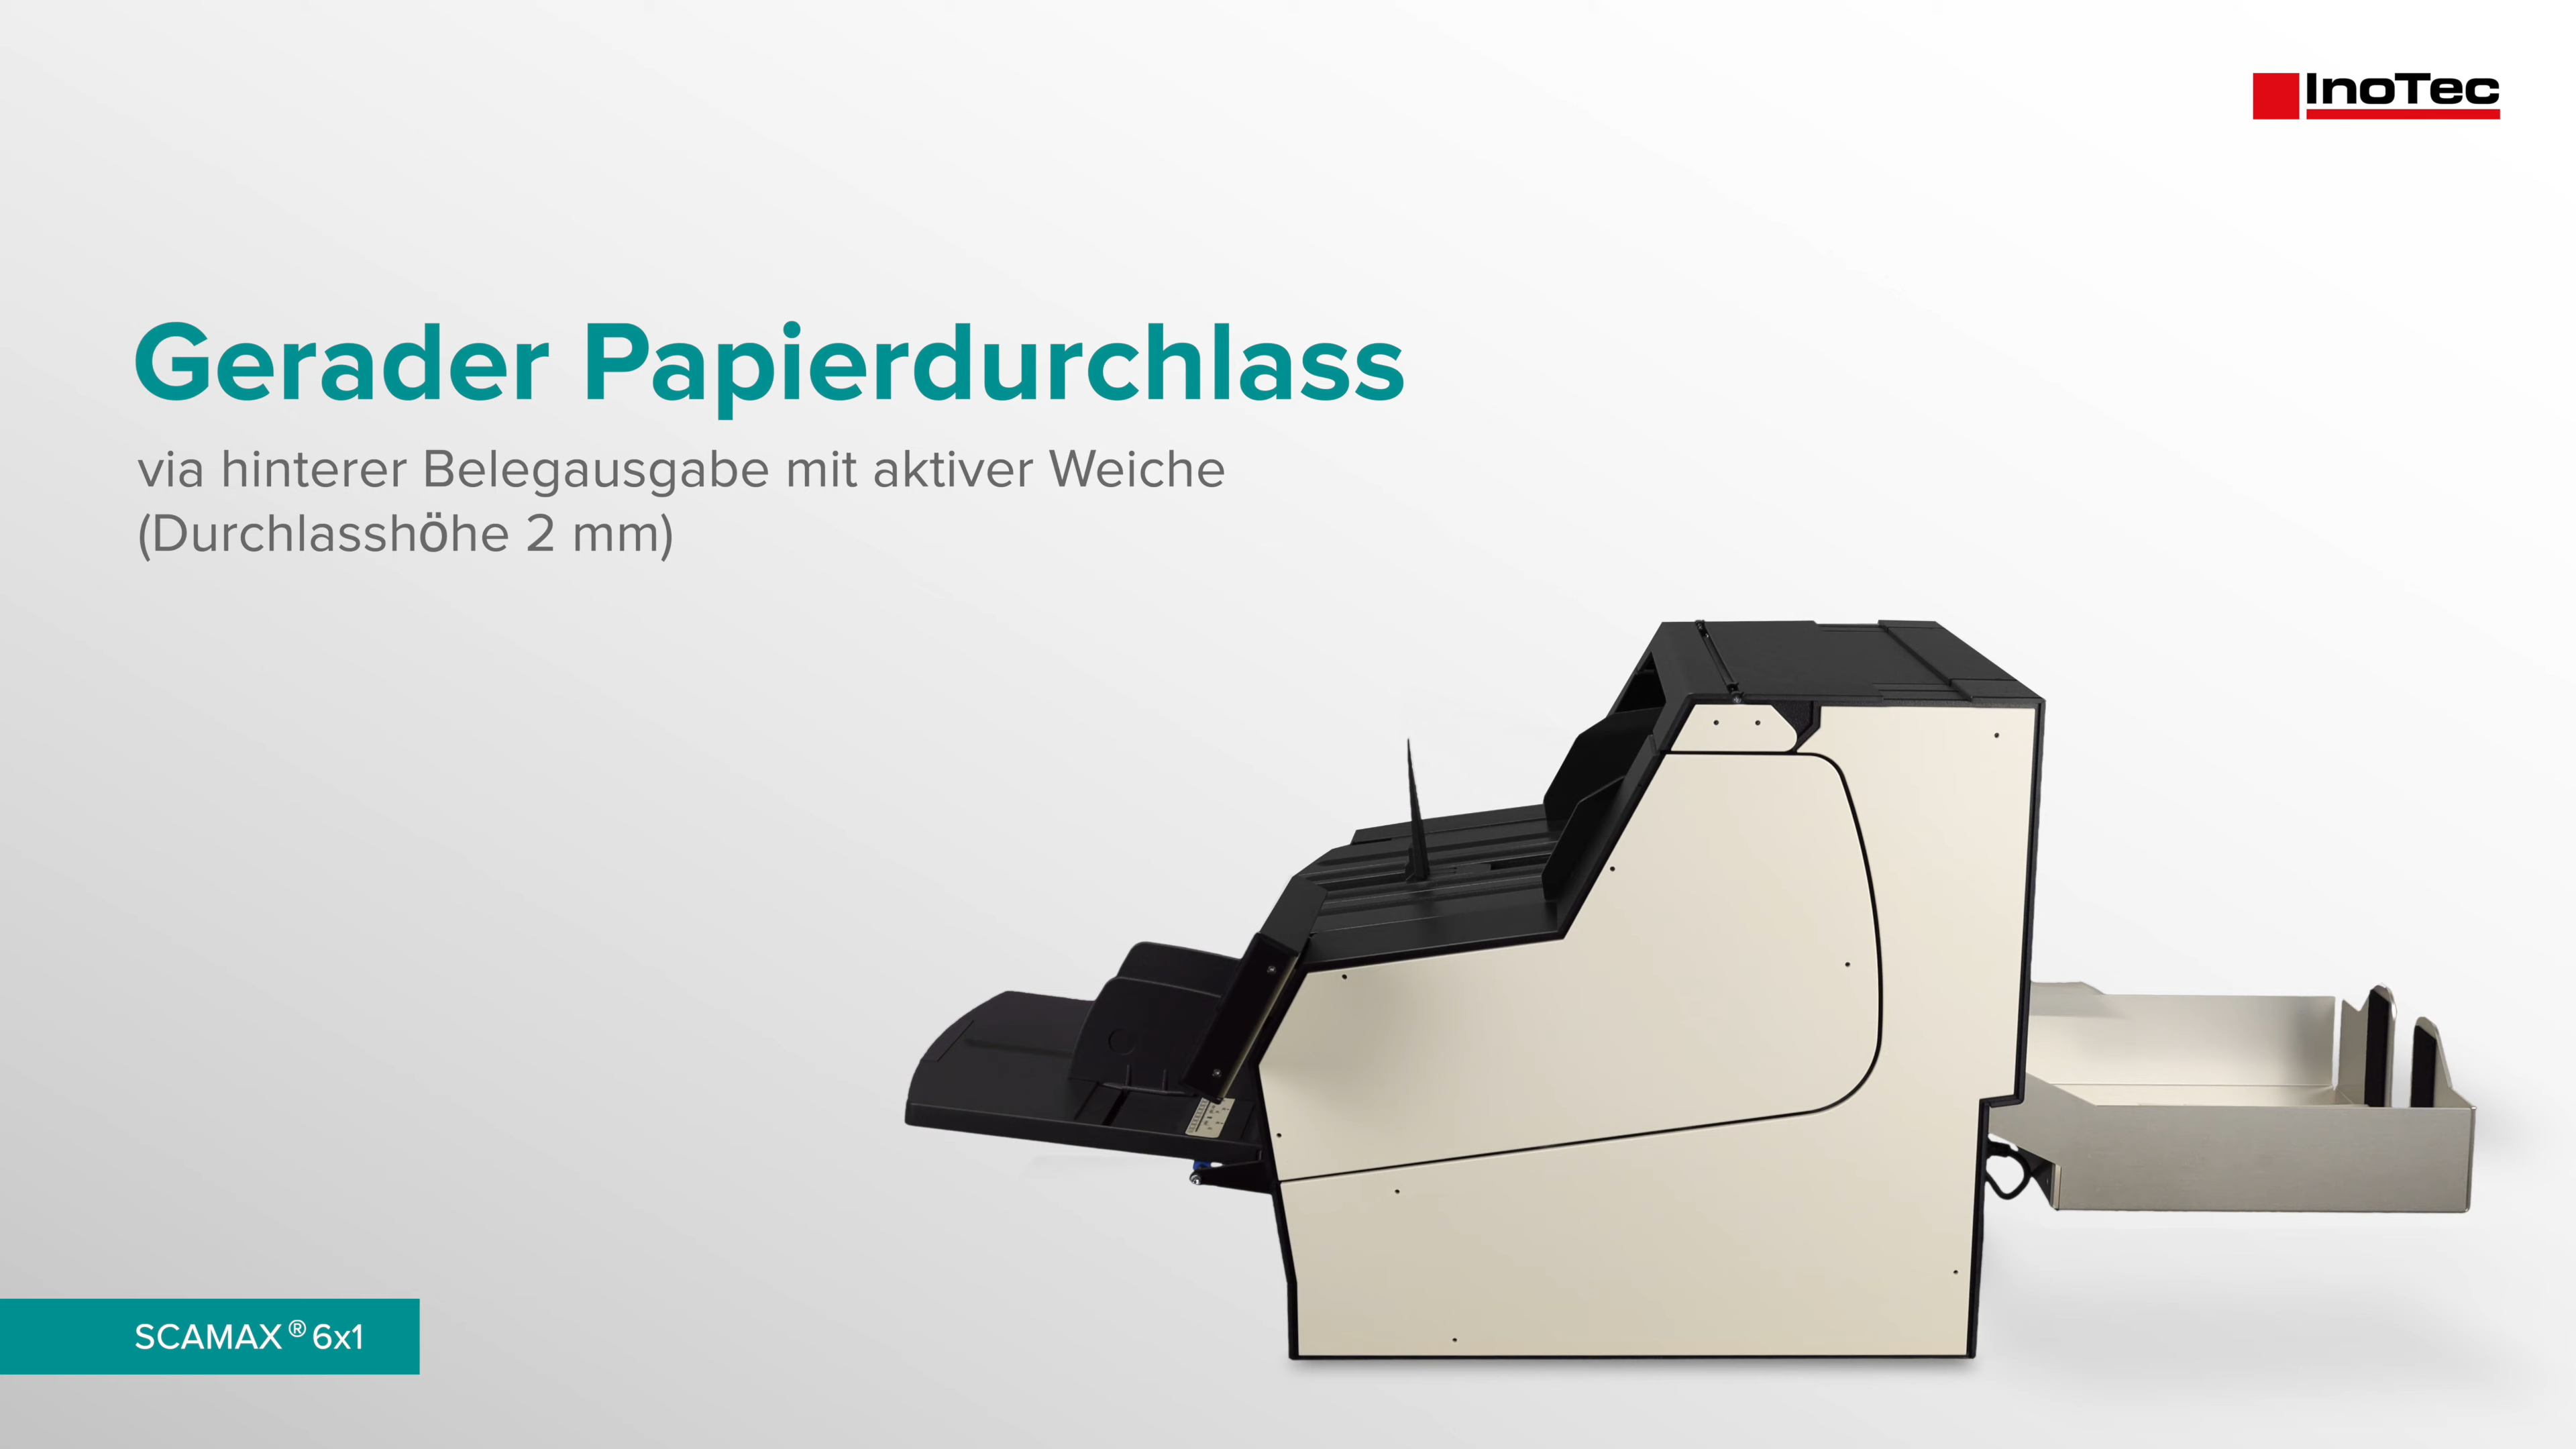 InoTec
Gerader Papierdurchlass
via hinterer Belegausgabe mit aktiver Weiche
(Durchlasshöhe 2 mm)
SCAMAX® 6x1